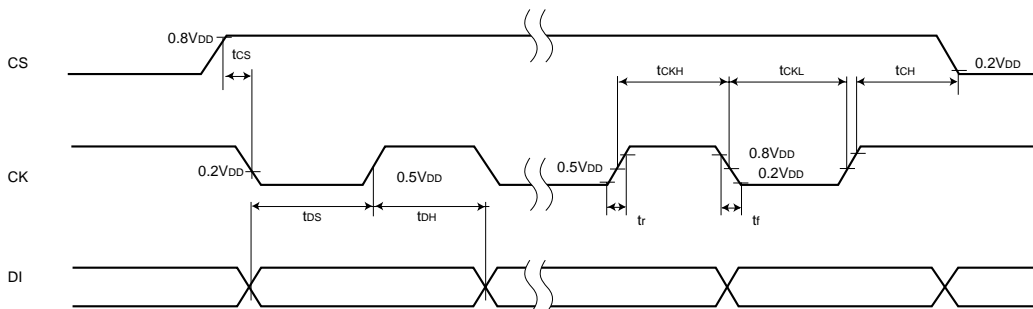 0.8VDD
tCS
CS
tCKH
tCKL
tCH
0.2VDD
CK
0.2VDD
0.5VDD
0.5VDD
0.8VDD
0.2VDD
tDS
tDH
tr
tf
DI